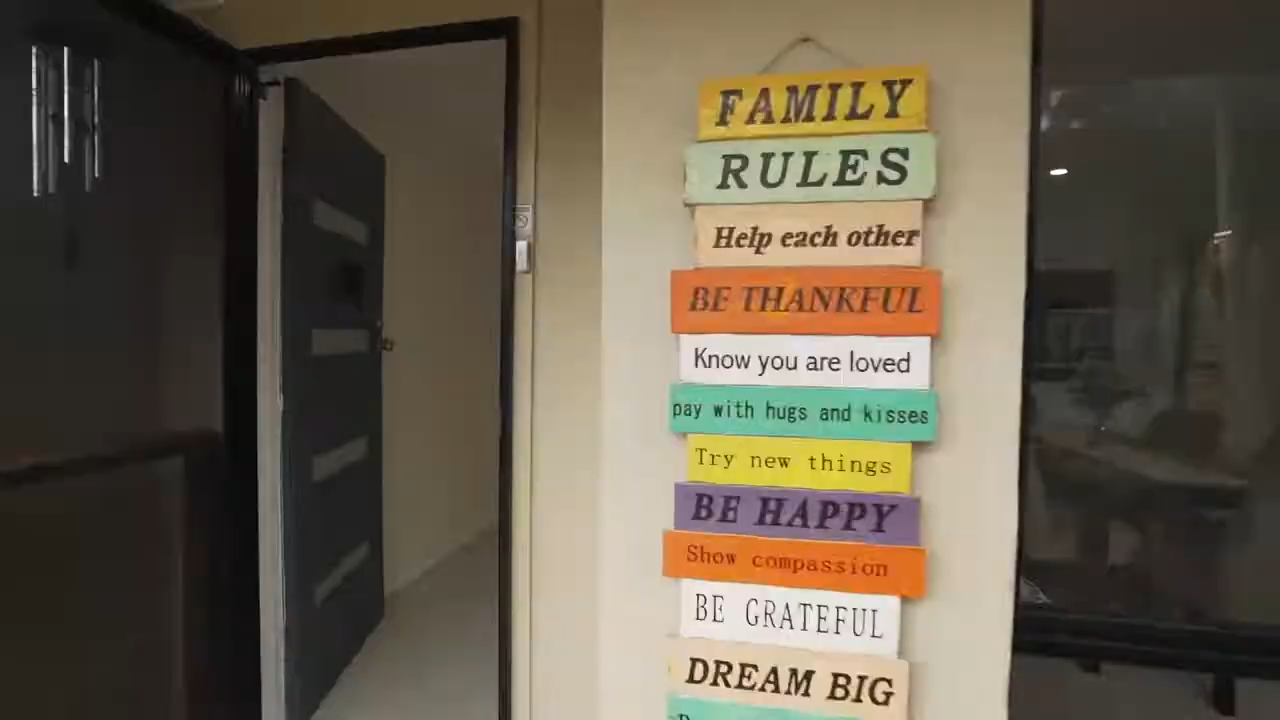 FAMILY
RULES
Help each other
BE THANKFUL
Know you are loved
pay with hugs and kisses
Try new things
BE HAPPY
Show compassion
BE GRATEFUL
DREAM BIG